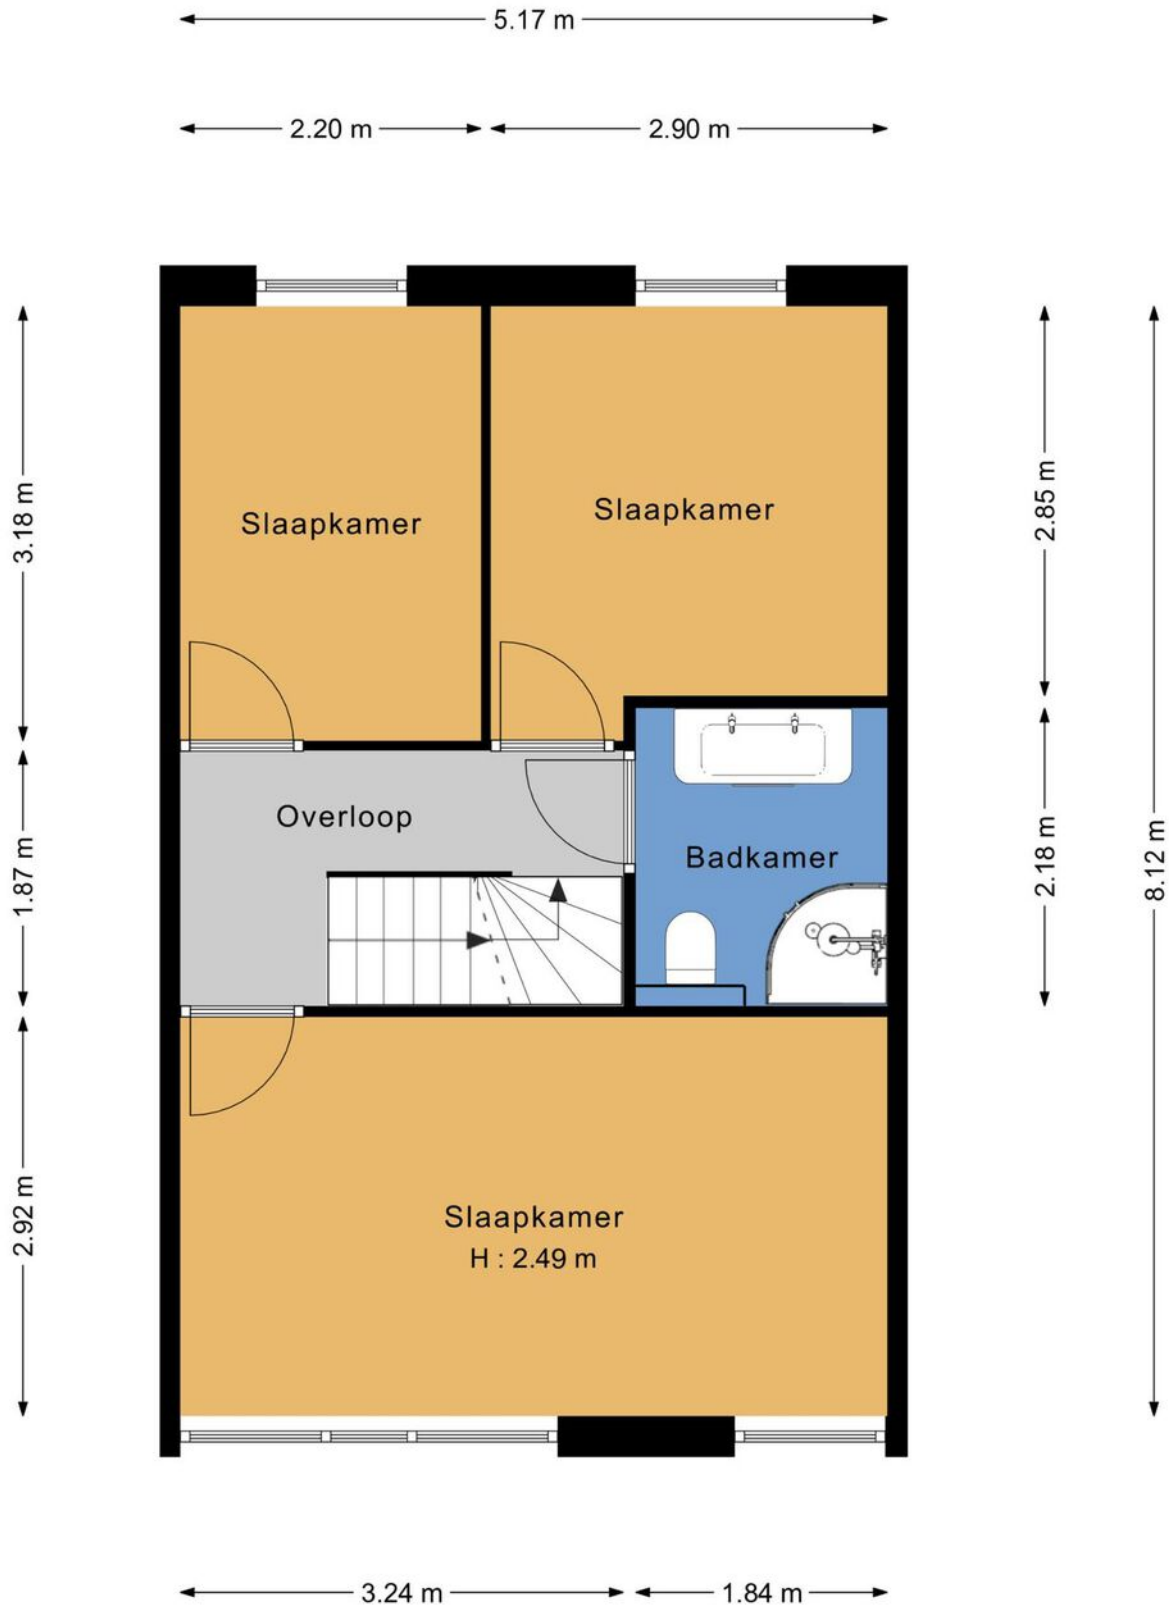 5.17 m
2.20 m
2.90 m
3.18 m
2.85 m
Slaapkamer
Slaapkamer
1.87 m
Overloop
Badkamer
2.18 m
8.12 m
2.92 m
Slaapkamer
H : 2.49 m
3.24 m
1.84 m